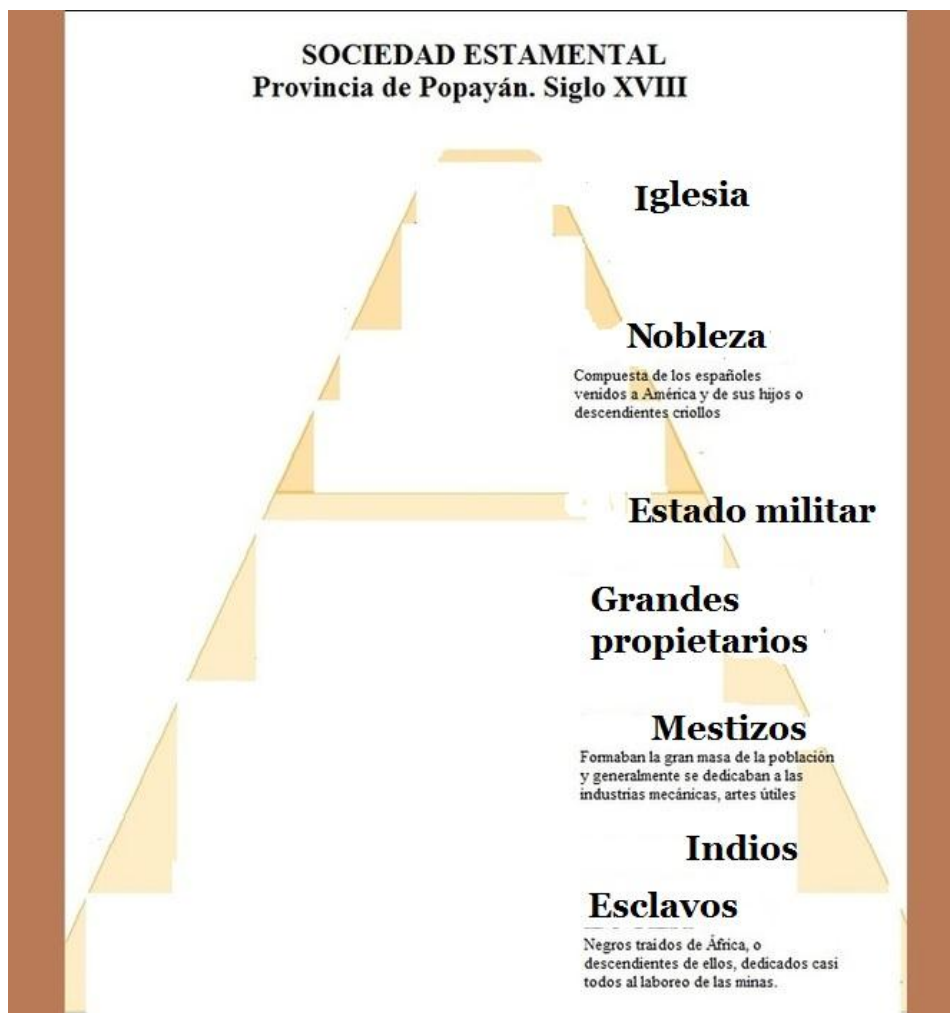 SOCIEDAD ESTAMENTAL
Provincia de Popayán. Siglo XVIII
Iglesia
Nobleza
Compuesta de los españoles
venidos a América y de sus hijos o
descendientes criollos
Estado militar
Grandes
propietarios
Mestizos
Formaban la gran masa de la población
y generalmente se dedicaban a las
industrias mecánicas, artes útiles
Indios
Esclavos
Negros traidos de África, o
descendientes de ellos, dedicados casi
todos al laboreo de las minas.